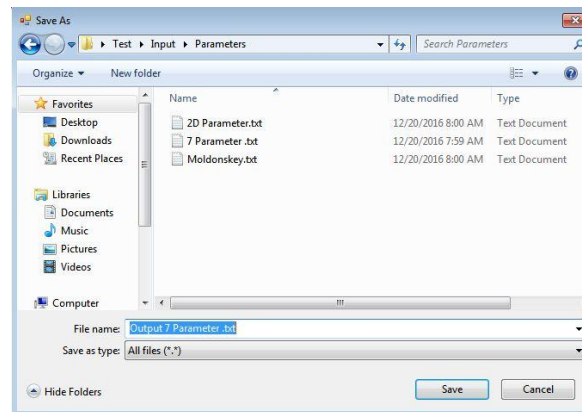 Save As
Test Input Parameters
Search Parameters
Organize New folder
Name Date modified Type
Favorites
Desktop
Downloads
Recent Places
Libraries
Documents
Music
Pictures
Videos
Computer
2D Parameter.txt 12/20/2016 8:00 AM Text Document
7 Parameter .txt 12/20/2016 7:59 AM Text Document
Moldonskey.txt 12/20/2016 8:00 AM Text Document
File name: Output 7 Parameter .txt
Save as type: All files (*.*)
Hide Folders Save Cancel